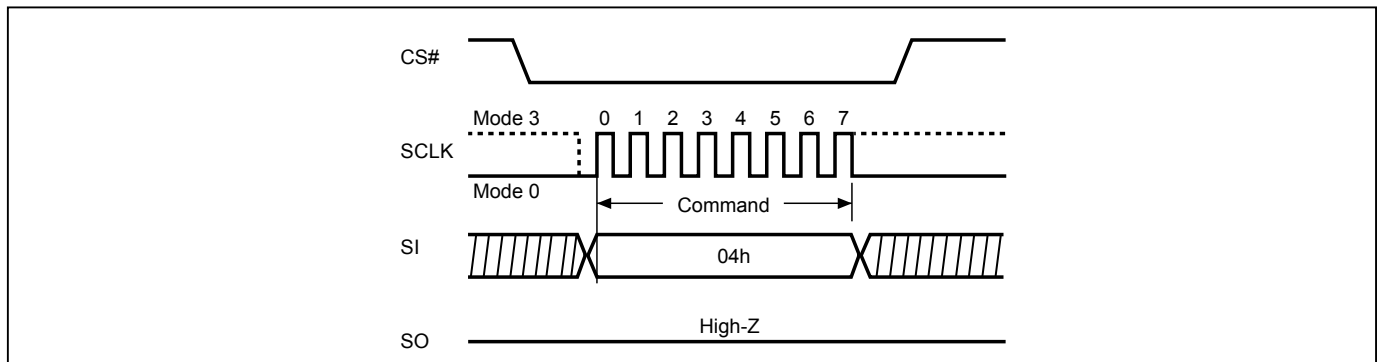 CS#
Mode 3 0 1 2 3 4 5 6 7
SCLK
Mode 0
Command
SI
04h
High-Z
SO